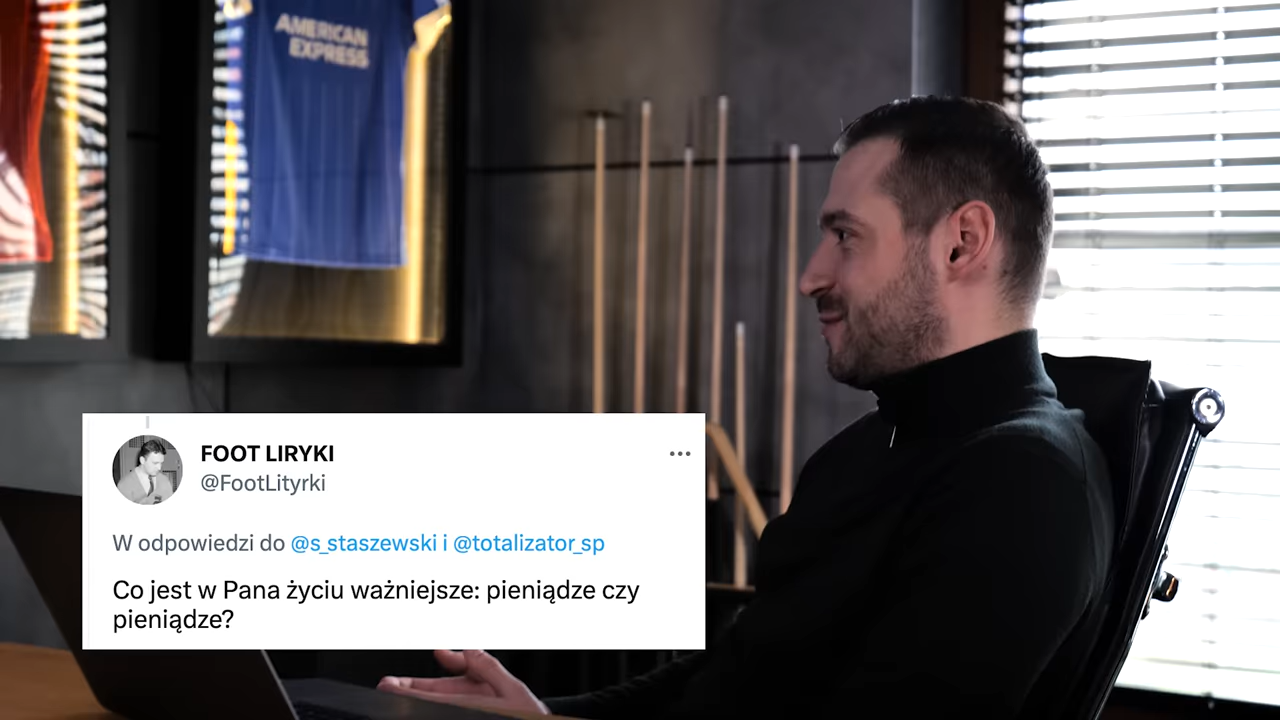 AMERICAN
EXPRESS
FOOT LIRYKI
@FootLityrki
W odpowiedzi do @s_staszewski i @totalizator_sp
Co jest w Pana życiu ważniejsze: pieniądze czy
pieniądze?